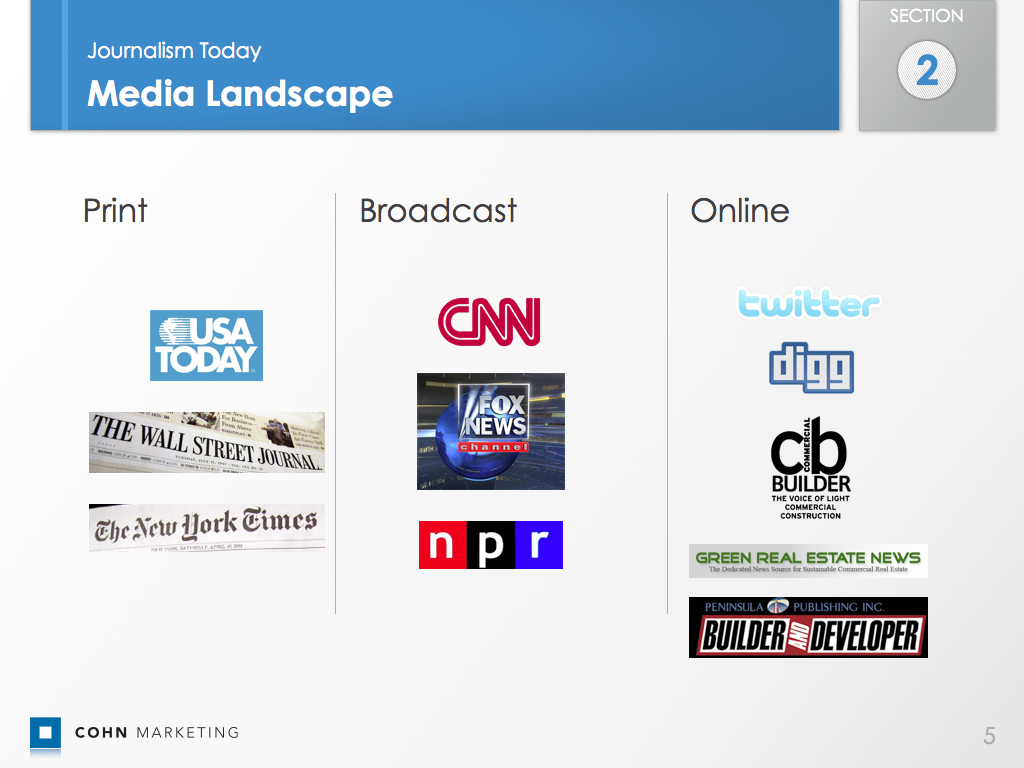 Journalism Today
Media Landscape
SECTION
2
Print
USA
TODAY
THE WALL STREET JOURNAL.
The New York Times
Broadcast
CNN
FOX
NEWS
channel
npr
Online
twitter
digg
cb
COMMERCIAL
BUILDER
THE VOICE OF LIGHT
COMMERCIAL
CONSTRUCTION
GREEN REAL ESTATE NEWS
The Dedicated News Source for Sustainable Commercial Real Estate
PENINSULA PUBLISHING INC.
BUILDER AND DEVELOPER
COHN MARKETING
5